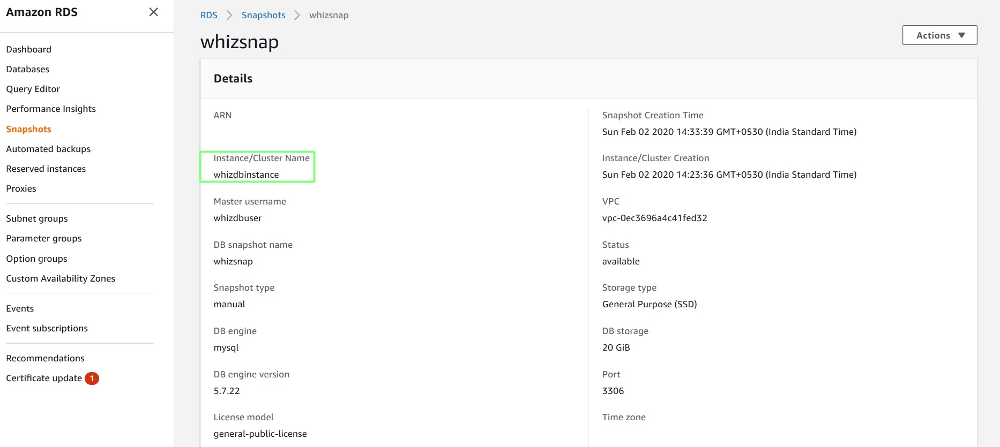 Amazon RDS
Dashboard
Databases
Query Editor
Performance Insights
Snapshots
Automated backups
Reserved instances
Proxies
Subnet groups
Parameter groups
Option groups
Custom Availability Zones
Events
Event subscriptions
Recommendations
Certificate update 1
RDS > Snapshots > whizsnap
whizsnap
Actions ▼
Details
ARN
Instance/Cluster Name
whizdbinstance
Master username
whizdbuser
DB snapshot name
whizsnap
Snapshot type
manual
DB engine
mysql
DB engine version
5.7.22
License model
general-public-license
Snapshot Creation Time
Sun Feb 02 2020 14:33:39 GMT+0530 (India Standard Time)
Instance/Cluster Creation
Sun Feb 02 2020 14:23:36 GMT+0530 (India Standard Time)
VPC
vpc-0ec3696a4c41fed32
Status
available
Storage type
General Purpose (SSD)
DB storage
20 GiB
Port
3306
Time zone